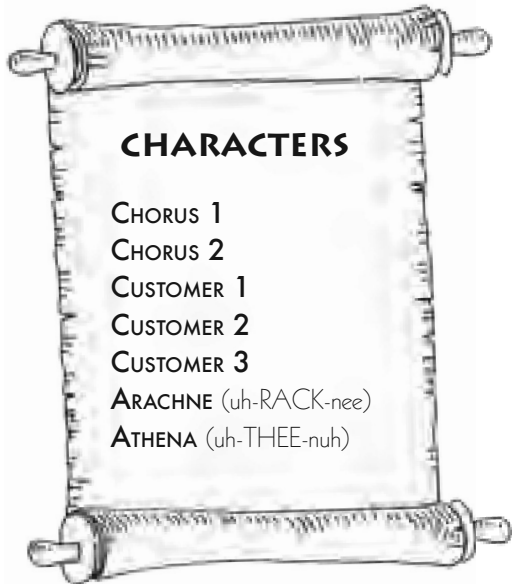 CHARACTERS
CHORUS 1
CHORUS 2
CUSTOMER 1
CUSTOMER 2
CUSTOMER 3
ARACHNE (uh-RACK-nee)
ATHENA (uh-THEE-nuh)